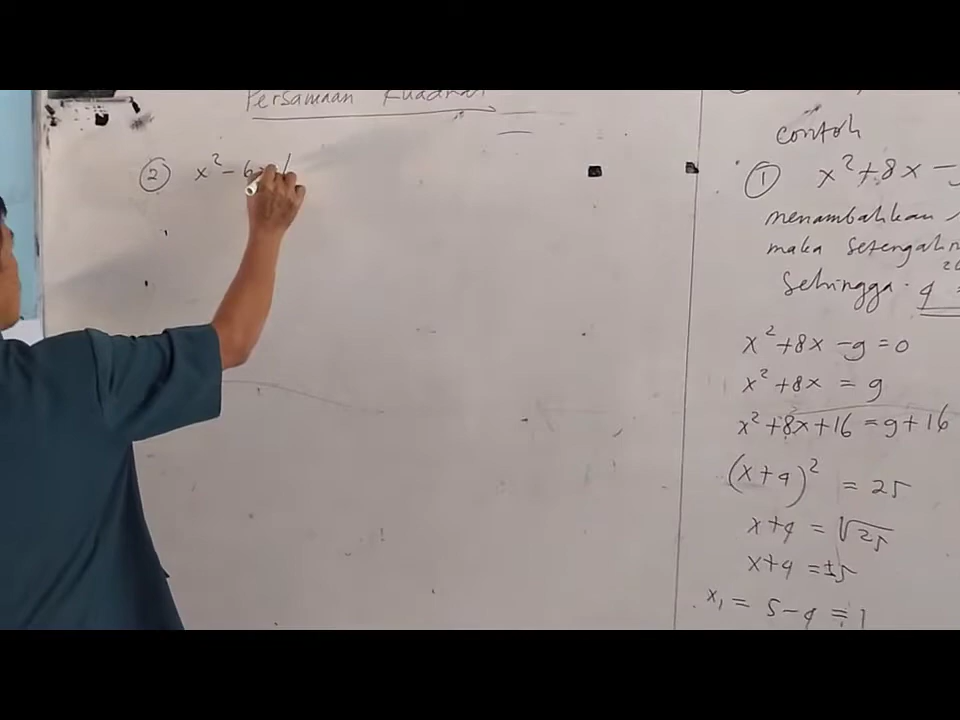 Persamaan Kuadrat
② x² - 6x
contoh
① x² + 8x -
menambahkan
maka setengahn
Sehingga
x² + 8x - 9 = 0
x² + 8x = 9
x² + 8x + 16 = 9 + 16
(x + 4)² = 25
x + 4 = √25
x + 4 = ±5
x₁ = 5 - 4 = 1